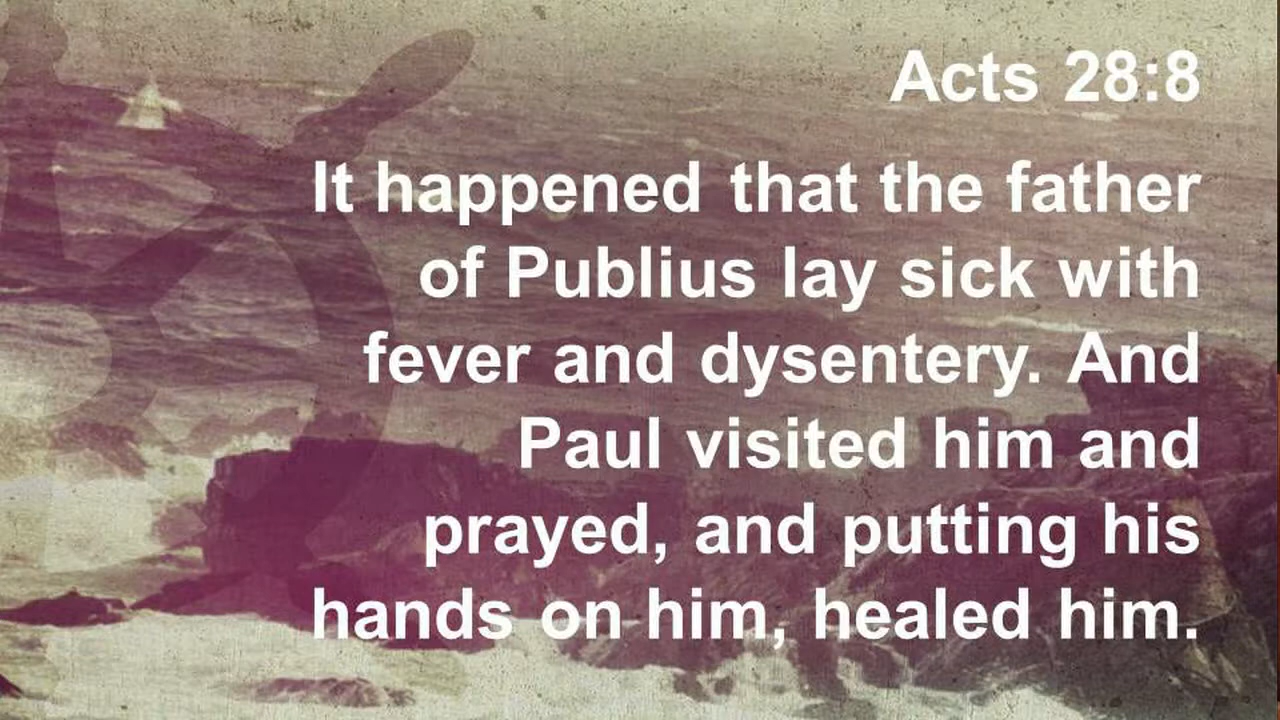 Acts 28:8
It happened that the father
of Publius lay sick with
fever and dysentery. And
Paul visited him and
prayed, and putting his
hands on him, healed him.